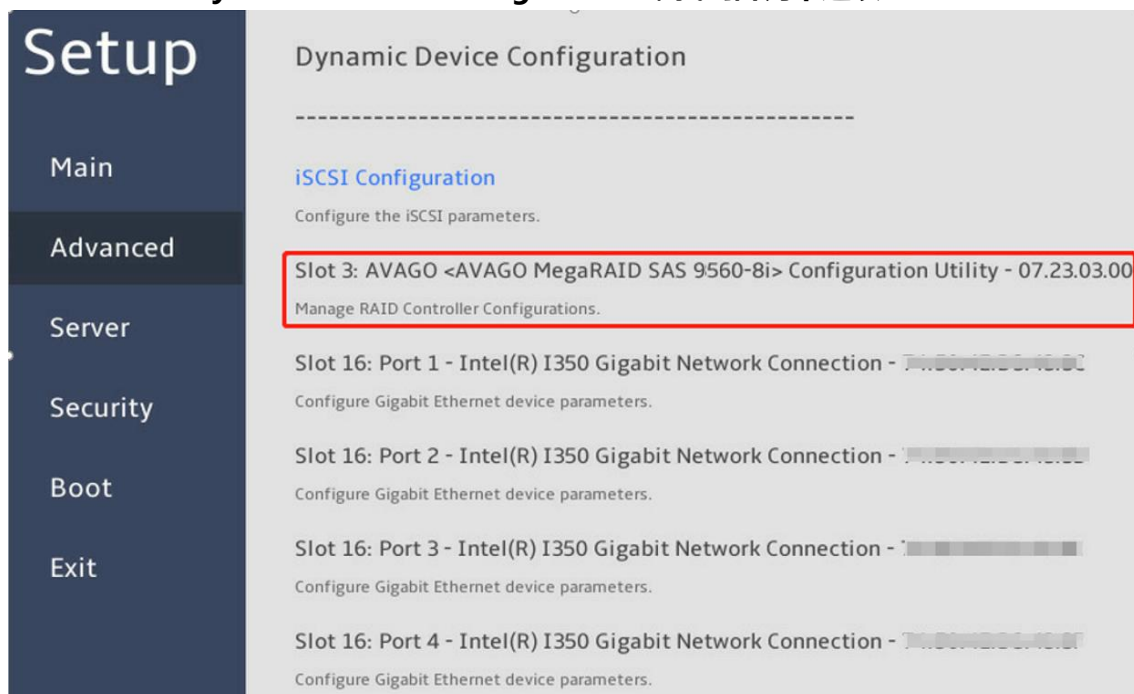 Setup
Main
Advanced
Server
Security
Boot
Exit
Dynamic Device Configuration
--------------------------------------------------
iSCSI Configuration
Configure the iSCSI parameters.
Slot 3: AVAGO <AVAGO MegaRAID SAS 9560-8i> Configuration Utility - 07.23.03.00
Manage RAID Controller Configurations.
Slot 16: Port 1 - Intel(R) I350 Gigabit Network Connection -
Configure Gigabit Ethernet device parameters.
Slot 16: Port 2 - Intel(R) I350 Gigabit Network Connection -
Configure Gigabit Ethernet device parameters.
Slot 16: Port 3 - Intel(R) I350 Gigabit Network Connection -
Configure Gigabit Ethernet device parameters.
Slot 16: Port 4 - Intel(R) I350 Gigabit Network Connection -
Configure Gigabit Ethernet device parameters.